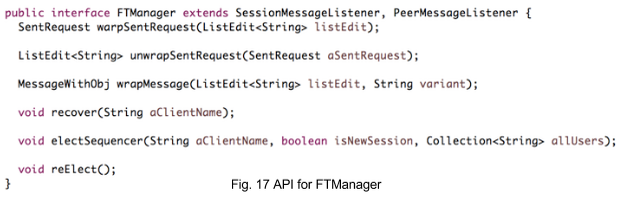 public interface FTManager extends SessionMessageListener, PeerMessageListener {
SentRequest warpSentRequest(ListEdit<String> listEdit);
ListEdit<String> unwrapSentRequest(SentRequest aSentRequest);
MessageWithObj wrapMessage(ListEdit<String> listEdit, String variant);
void recover(String aClientName);
void electSequencer(String aClientName, boolean isNewSession, Collection<String> allUsers);
void reElect();
}
Fig. 17 API for FTManager